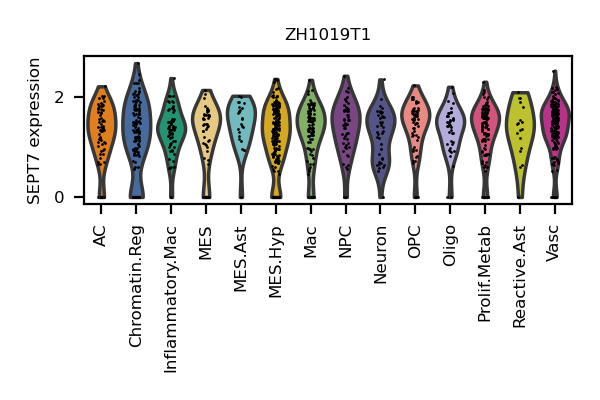 ZH1019T1
SEPT7 expression
2
0
AC
Chromatin.Reg
Inflammatory.Mac
MES
MES.Ast
MES.Hyp
Mac
NPC
Neuron
OPC
Oligo
Prolif.Metab
Reactive.Ast
Vasc